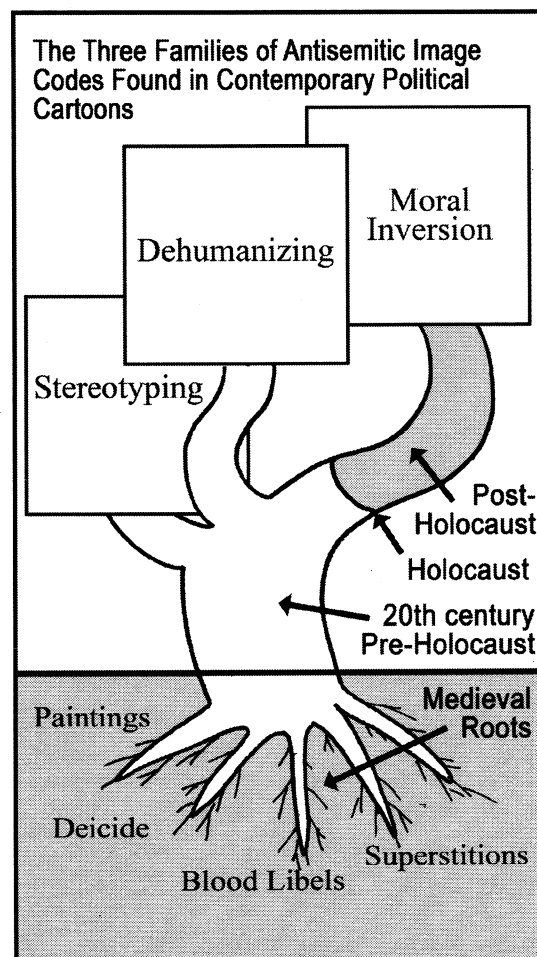 The Three Families of Antisemitic Image
Codes Found in Contemporary Political
Cartoons
Moral
Inversion
Dehumanizing
Stereotyping
Post-
Holocaust
Holocaust
20th century
Pre-Holocaust
Medieval
Roots
Paintings
Deicide
Blood Libels
Superstitions